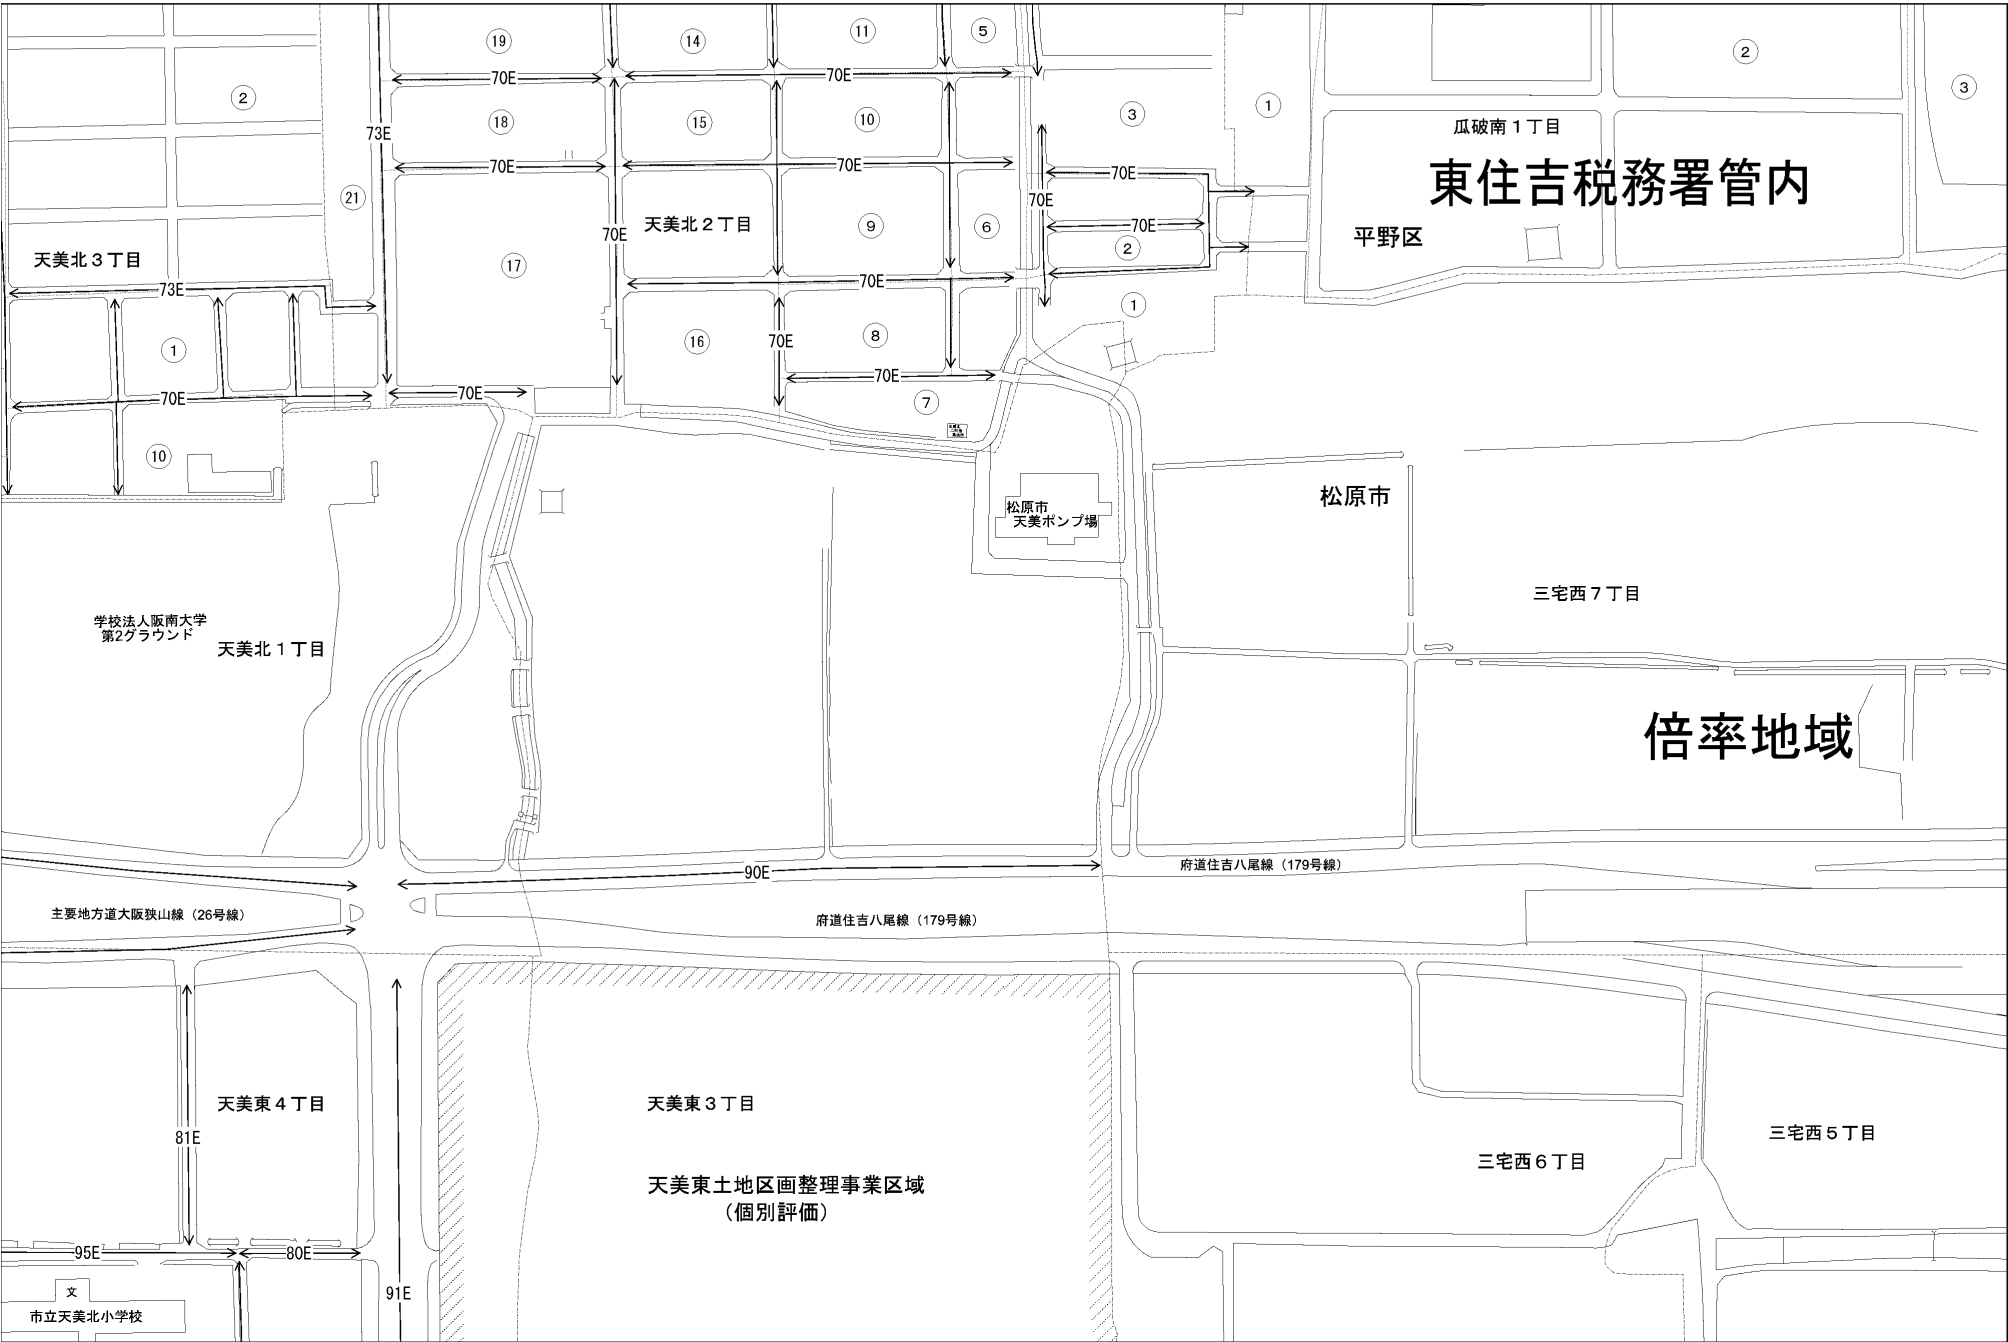 ⑲
⑭
⑪
⑤
②
70E
70E
③
②
①
⑱
⑮
⑩
③
瓜破南１丁目
73E
70E
70E
70E
東住吉税務署管内
㉑
70E
天美北２丁目
⑨
⑥
70E
②
平野区
70E
天美北３丁目
⑰
73E
70E
①
①
⑯
70E
⑧
70E
70E
70E
⑦
⑩
松原市
松原市
天美ポンプ場
三宅西７丁目
学校法人阪南大学
第2グラウンド
天美北１丁目
倍率地域
90E
府道住吉八尾線（179号線）
主要地方道大阪狭山線（26号線）
府道住吉八尾線（179号線）
天美東４丁目
天美東３丁目
81E
三宅西５丁目
三宅西６丁目
天美東土地区画整理事業区域
（個別評価）
95E
80E
91E
文
市立天美北小学校